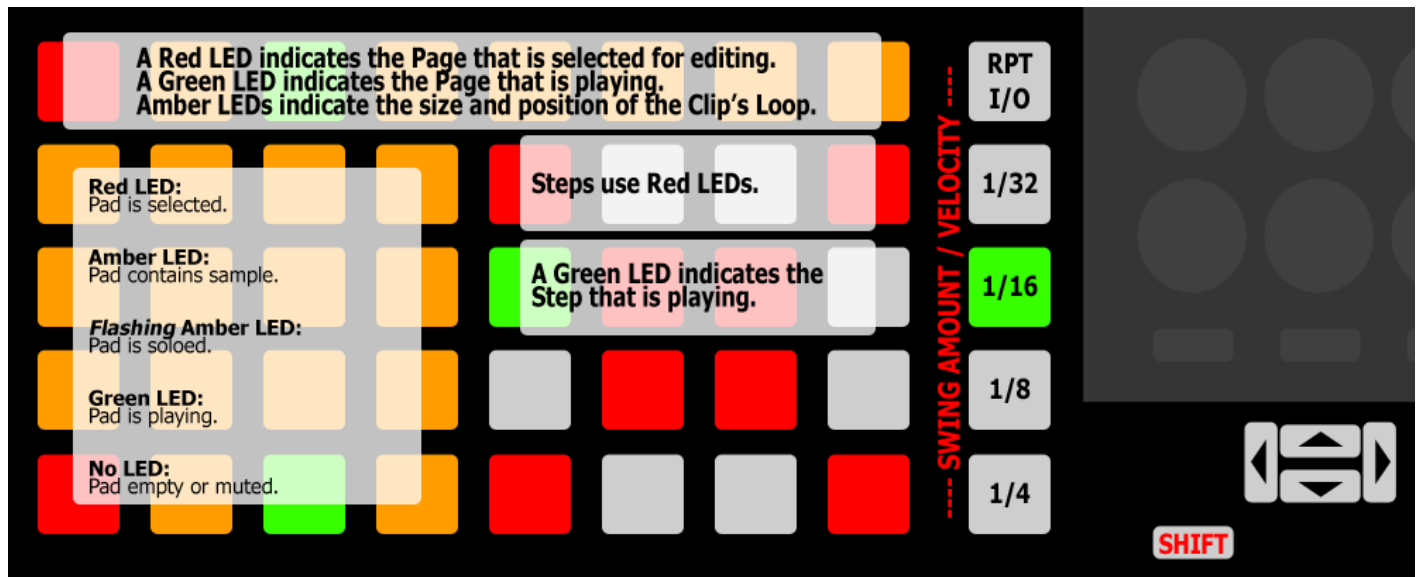 A Red LED indicates the Page that is selected for editing.
A Green LED indicates the Page that is playing.
Amber LEDs indicate the size and position of the Clip's Loop.
Red LED:
Pad is selected.
Amber LED:
Pad contains sample.
Flashing Amber LED:
Pad is soloed.
Green LED:
Pad is playing.
No LED:
Pad empty or muted.
Steps use Red LEDs.
A Green LED indicates the
Step that is playing.
---- SWING AMOUNT / VELOCITY ----
RPT
I/O
1/32
1/16
1/8
1/4
SHIFT